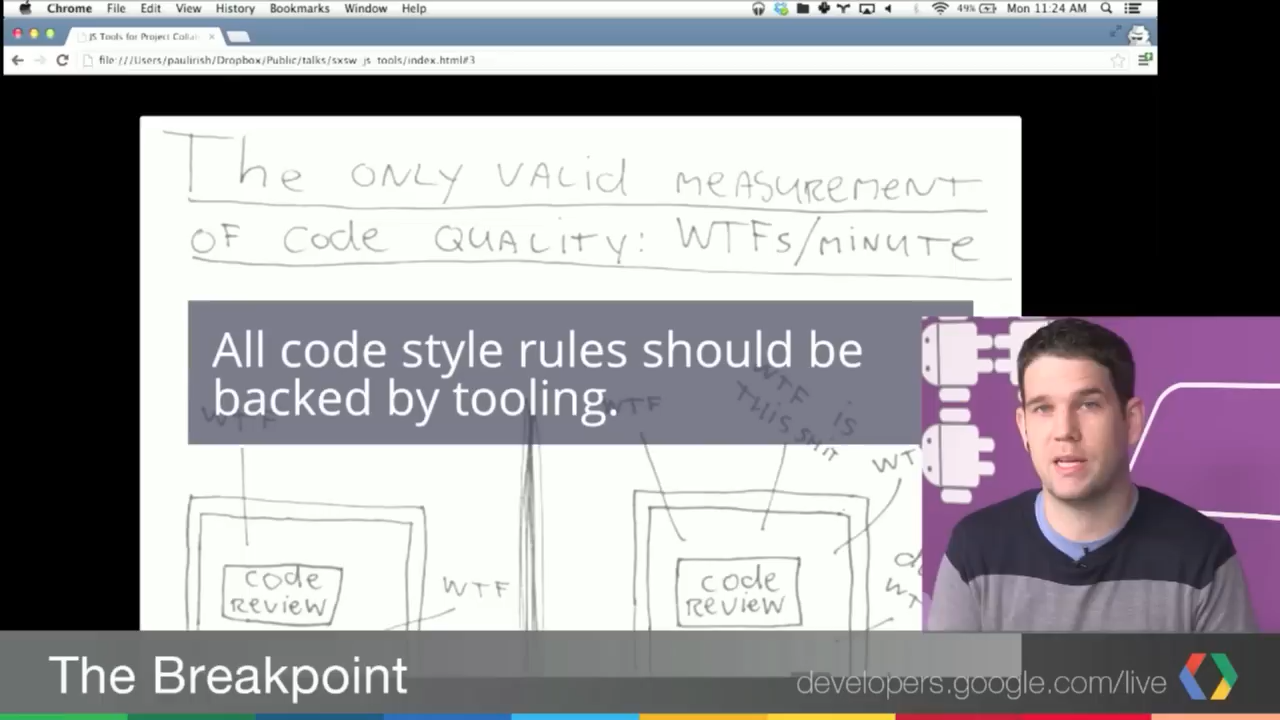 Chrome File Edit View History Bookmarks Window Help 49% Mon 11:24 AM
JS Tools for Project Colla
file:///Users/paulirish/Dropbox/Public/talks/sxsw_js_tools/index.html#3
The ONLY VALid MEASUREMENT
OF Code QUALITY: WTFs/MINUTE
All code style rules should be
backed by tooling.
WTF
WTF
WTF IS
THIS SHIT
WT
WTF
Code
REVIEW
Code
REVIEW
The Breakpoint
developers.google.com/live